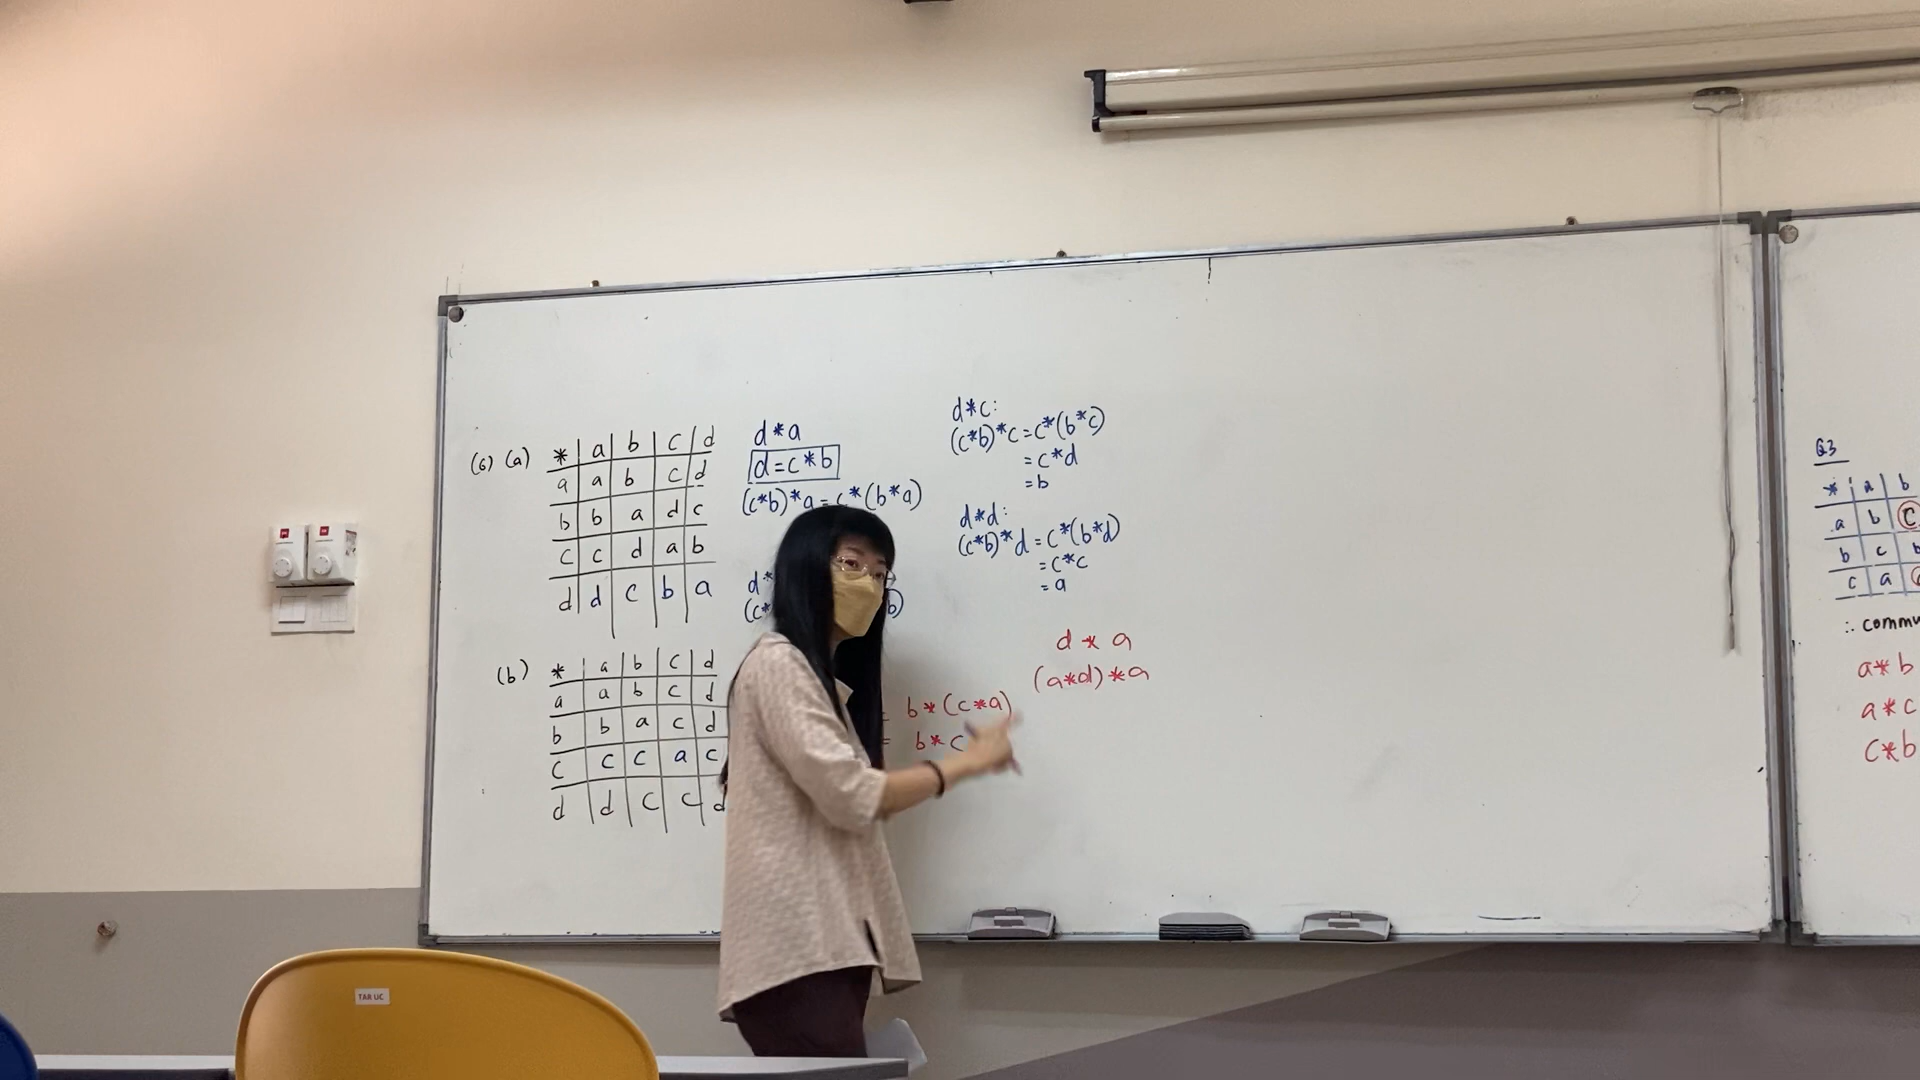 (6) (a)
* a b c d
a a b c d
b b a d c
c c d a b
d d c b a
d*a
d=c*b
(c*b)*a = c*(b*a)
d*
(c* b)
d*c:
(c*b)*c=c*(b*c)
=c*d
=b
d*d:
(c*b)*d=c*(b*d)
=c*c
=a
(b)
* a b c d
a a b c d
b b a c d
c c c a c
d d c c d
= b*(c*a)
= b*c
d*a
(a*d)*a
Q3
* a b
a b c
b c b
c a
∴ commu
a*b
a*c
c*b
TAR UC